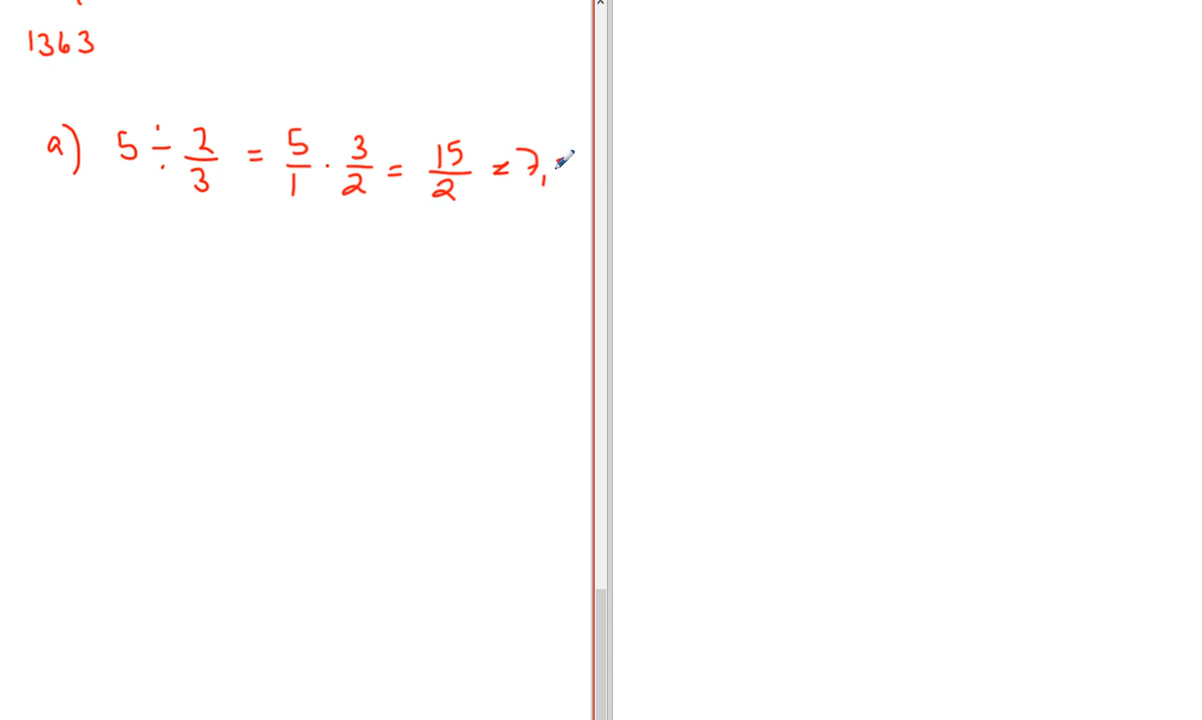 1363
a) 5 ÷ 2/3 = 5/1 · 3/2 = 15/2 = 7,